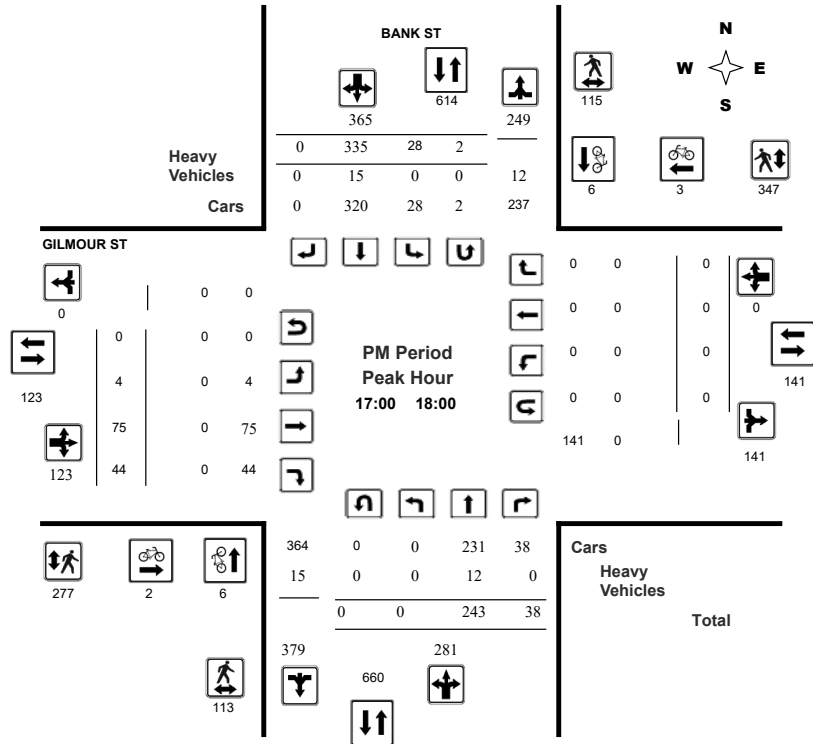 BANK ST
N
W E
S
614
115
365
249
0 335 28 2
Heavy
Vehicles
0 15 0 0 12
Cars
0 320 28 2 237
6
3
347
GILMOUR ST
0
0 0
0 0 0
0 0 0
0 0 0
0 0 0
0 0 0
0
123
141
4 0 4
PM Period
Peak Hour
17:00 18:00
75 0 75
141 0
123
44 0 44
141
364 0 0 231 38
Cars
15 0 0 12 0
Heavy
Vehicles
277
2
6
0 0 243 38
Total
379
281
660
113